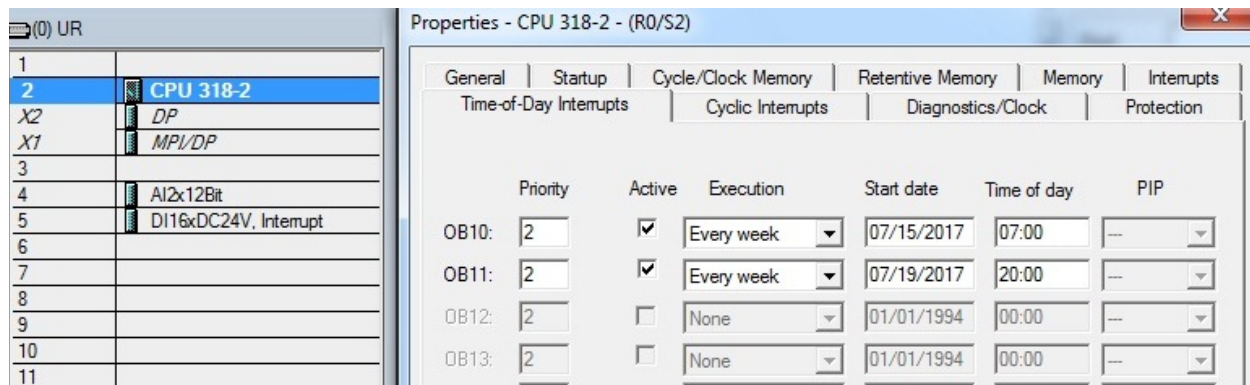 (0) UR
1
2 CPU 318-2
X2 DP
X1 MPI/DP
3
4 AI2x12Bit
5 DI16xDC24V, Interrupt
6
7
8
9
10
11
Properties - CPU 318-2 - (R0/S2)
General Startup Cycle/Clock Memory Retentive Memory Memory Interrupts
Time-of-Day Interrupts Cyclic Interrupts Diagnostics/Clock Protection
Priority Active Execution Start date Time of day PIP
OB10: 2 Every week 07/15/2017 07:00 ---
OB11: 2 Every week 07/19/2017 20:00 ---
OB12: 2 None 01/01/1994 00:00 ---
OB13: 2 None 01/01/1994 00:00 ---